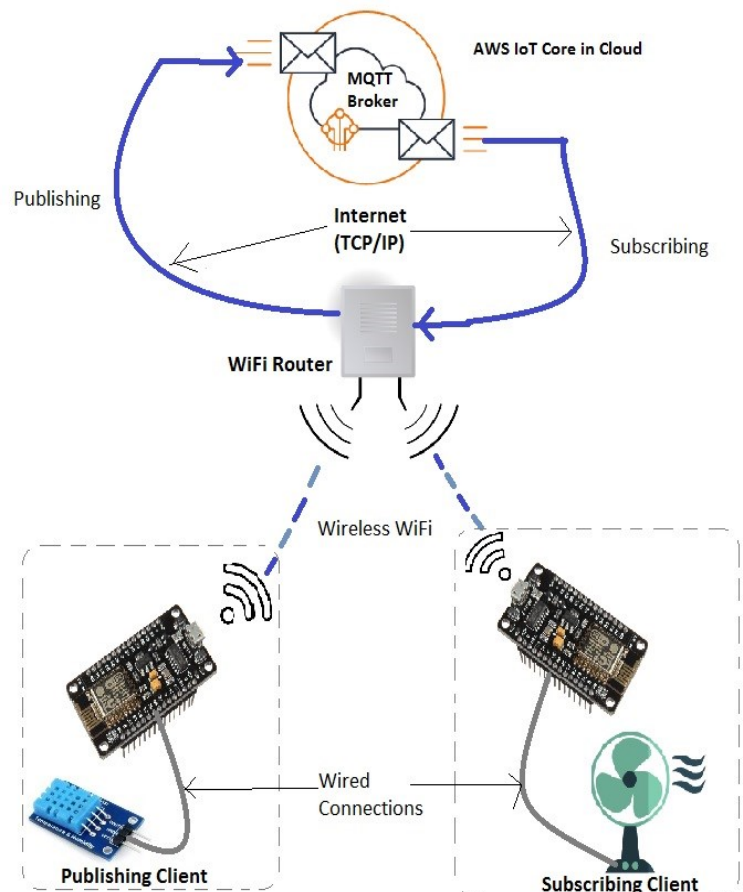 AWS IoT Core in Cloud
MQTT
Broker
Publishing
Internet
(TCP/IP)
Subscribing
WiFi Router
Wireless WiFi
Wired
Connections
Publishing Client
Subscribing Client